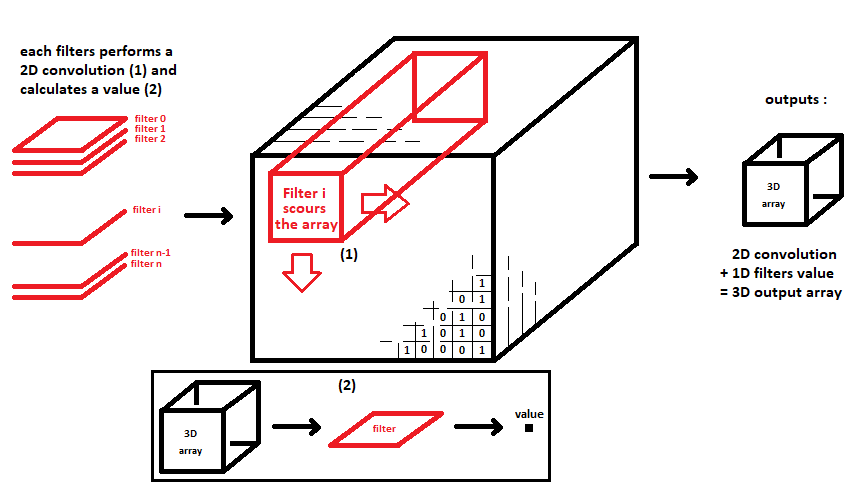 each filters performs a
2D convolution (1) and
calculates a value (2)
filter 0
filter 1
filter 2
filter i
filter n-1
filter n
Filter i
scours
the array
(1)
1
0 1
0 1 0
1 0 1 0
1 0 0 0 1
outputs :
3D
array
2D convolution
+ 1D filters value
= 3D output array
(2)
3D
array
filter
value